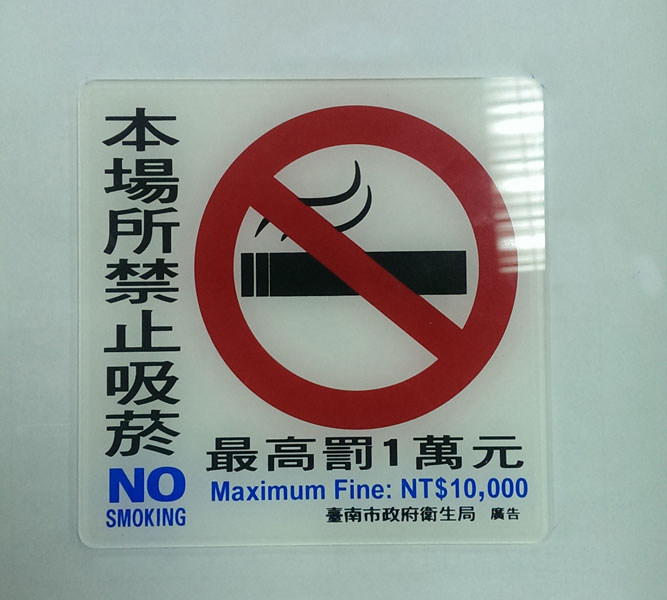 本場所禁止吸菸
NO
SMOKING
最高罰1萬元
Maximum Fine: NT$10,000
臺南市政府衛生局 廣告